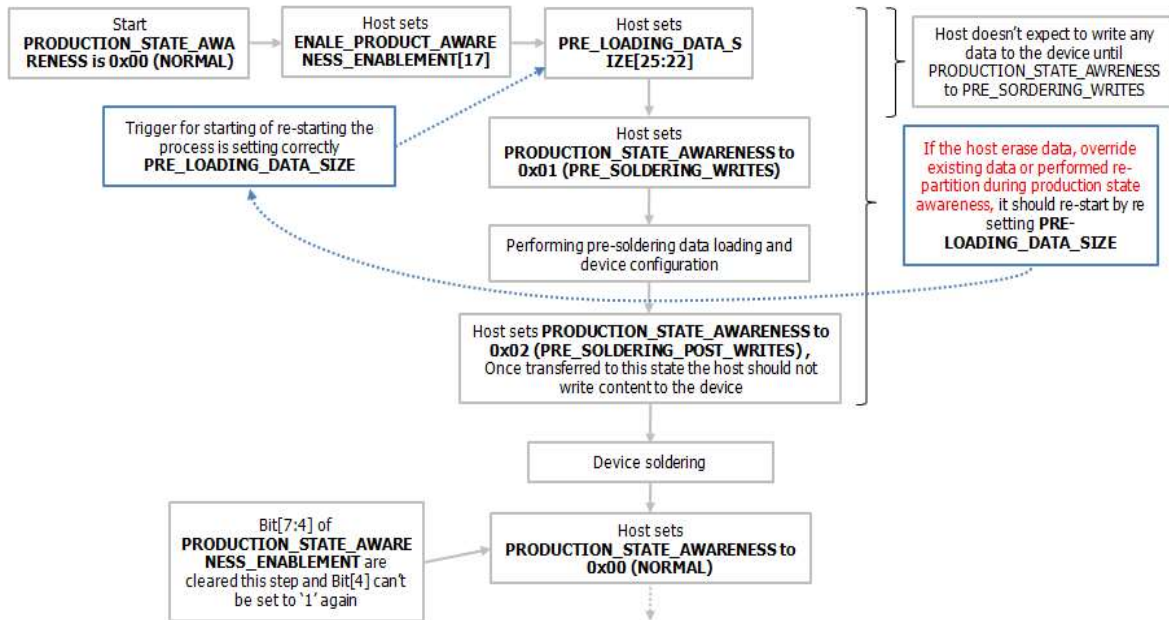 Start
PRODUCTION_STATE_AWA
RENESS is 0x00 (NORMAL)
Host sets
ENALE_PRODUCT_AWARE
NESS_ENABLEMENT[17]
Host sets
PRE_LOADING_DATA_S
IZE[25:22]
Host doesn't expect to write any
data to the device until
PRODUCTION_STATE_AWRENESS
to PRE_SORDERING_WRITES
Trigger for starting of re-starting the
process is setting correctly
PRE_LOADING_DATA_SIZE
Host sets
PRODUCTION_STATE_AWARENESS to
0x01 (PRE_SOLDERING_WRITES)
If the host erase data, override
existing data or performed re-
partition during production state
awareness, it should re-start by re
setting PRE-
LOADING_DATA_SIZE
Performing pre-soldering data loading and
device configuration
Host sets PRODUCTION_STATE_AWARENESS to
0x02 (PRE_SOLDERING_POST_WRITES) ,
Once transferred to this state the host should not
write content to the device
Device soldering
Bit[7:4] of
PRODUCTION_STATE_AWARE
NESS_ENABLEMENT are
cleared this step and Bit[4] can't
be set to '1' again
Host sets
PRODUCTION_STATE_AWARENESS to
0x00 (NORMAL)